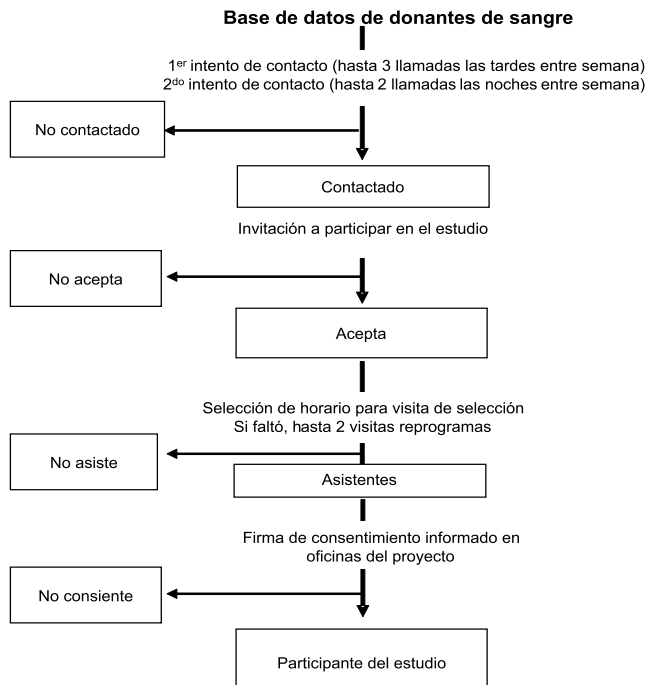 Base de datos de donantes de sangre
1er intento de contacto (hasta 3 llamadas las tardes entre semana)
2do intento de contacto (hasta 2 llamadas las noches entre semana)
No contactado
Contactado
Invitación a participar en el estudio
No acepta
Acepta
Selección de horario para visita de selección
Si faltó, hasta 2 visitas reprogramas
No asiste
Asistentes
Firma de consentimiento informado en
oficinas del proyecto
No consiente
Participante del estudio